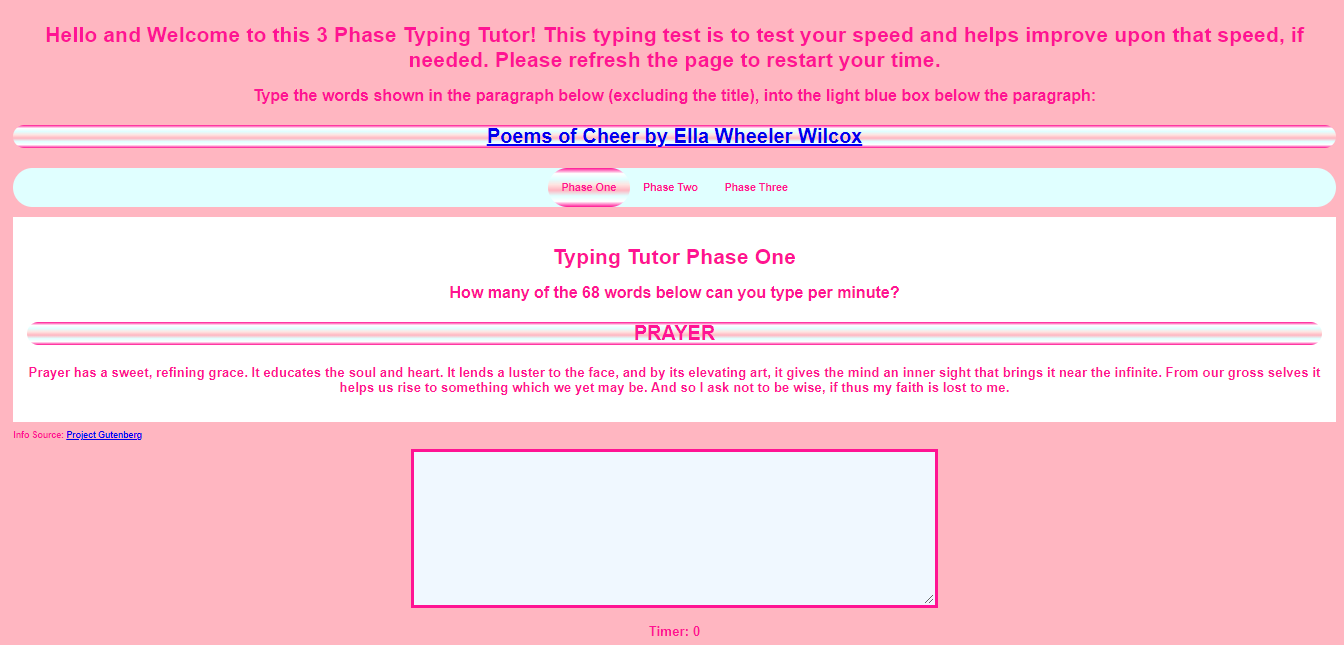 Hello and Welcome to this 3 Phase Typing Tutor! This typing test is to test your speed and helps improve upon that speed, if
needed. Please refresh the page to restart your time.
Type the words shown in the paragraph below (excluding the title), into the light blue box below the paragraph:
Poems of Cheer by Ella Wheeler Wilcox
Phase One Phase Two Phase Three
Typing Tutor Phase One
How many of the 68 words below can you type per minute?
PRAYER
Prayer has a sweet, refining grace. It educates the soul and heart. It lends a luster to the face, and by its elevating art, it gives the mind an inner sight that brings it near the infinite. From our gross selves it
helps us rise to something which we yet may be. And so I ask not to be wise, if thus my faith is lost to me.
Info Source: Project Gutenberg
Timer: 0